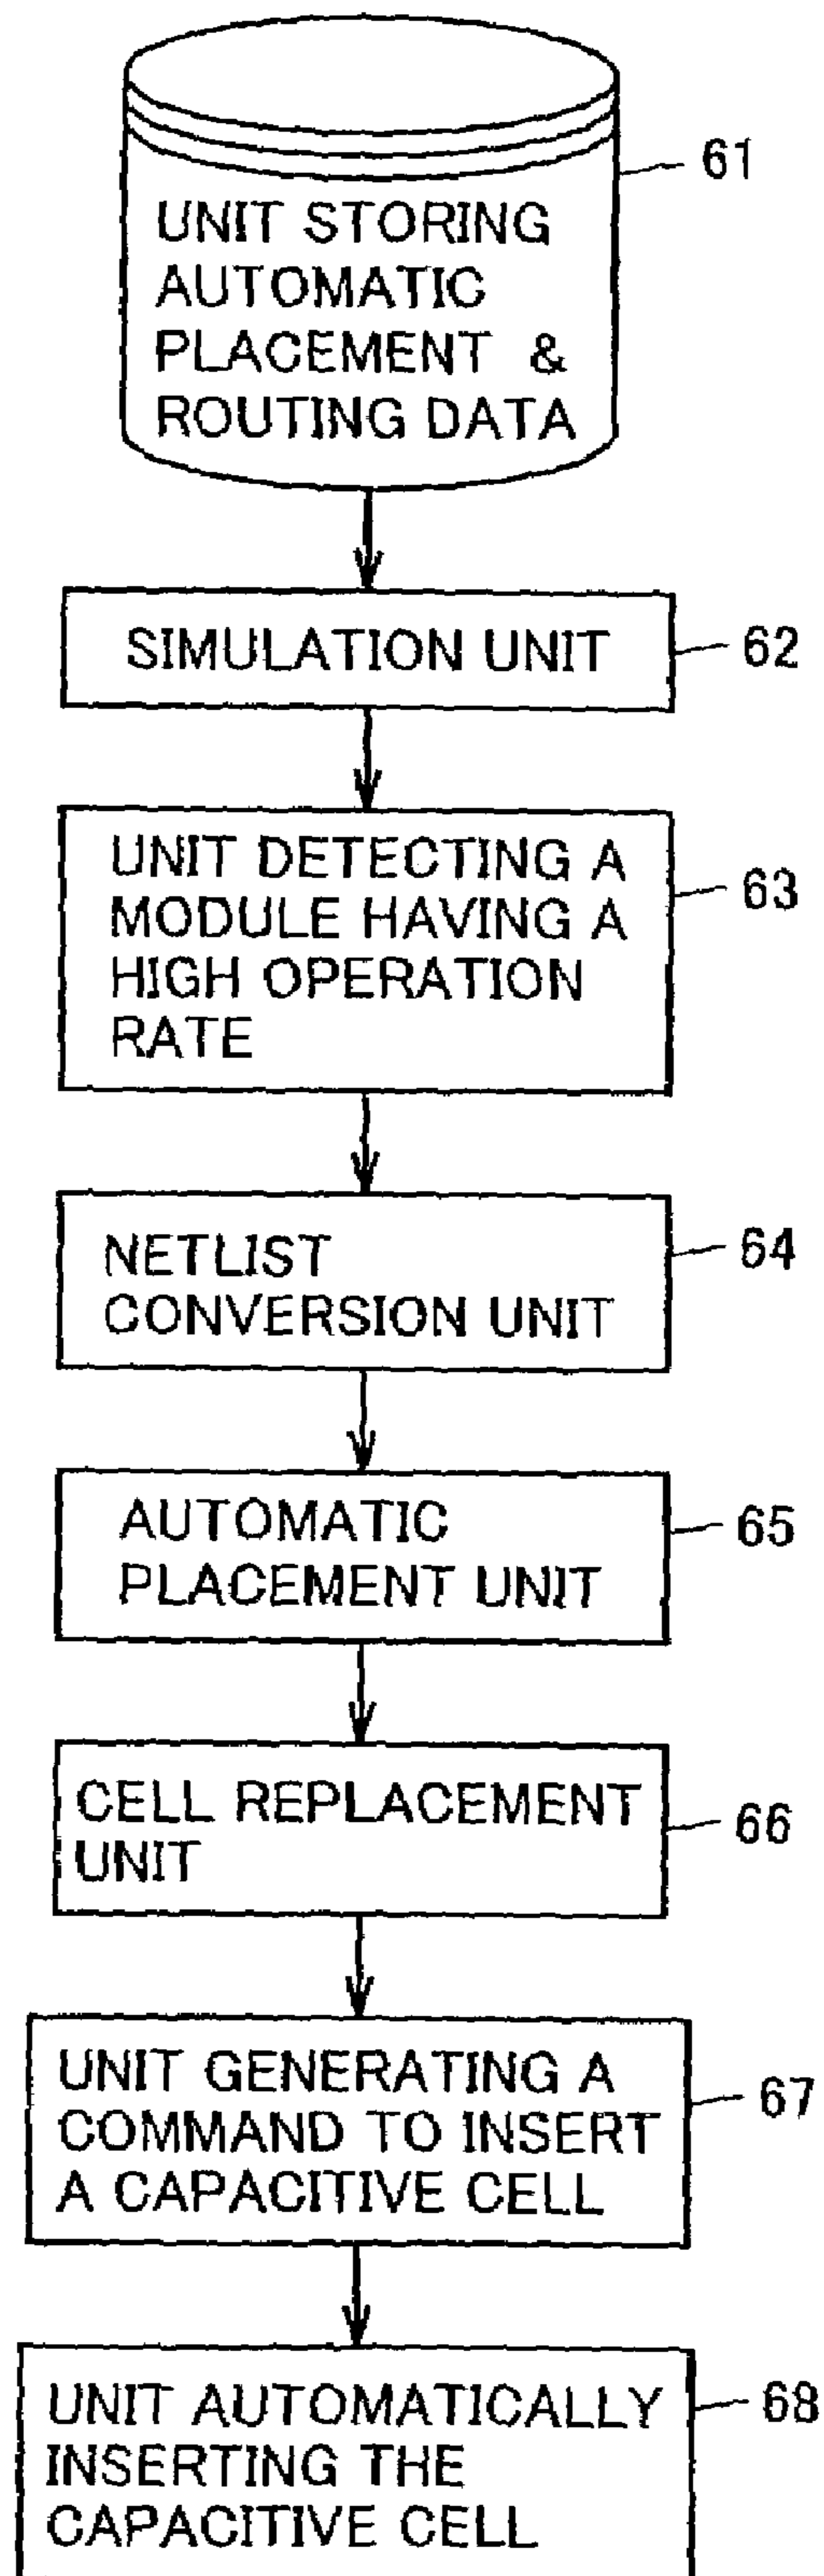 UNIT STORING
AUTOMATIC
PLACEMENT &
ROUTING DATA
61
SIMULATION UNIT
62
UNIT DETECTING A
MODULE HAVING A
HIGH OPERATION
RATE
63
NETLIST
CONVERSION UNIT
64
AUTOMATIC
PLACEMENT UNIT
65
CELL REPLACEMENT
UNIT
66
UNIT GENERATING A
COMMAND TO INSERT
A CAPACITIVE CELL
67
UNIT AUTOMATICALLY
INSERTING THE
CAPACITIVE CELL
68